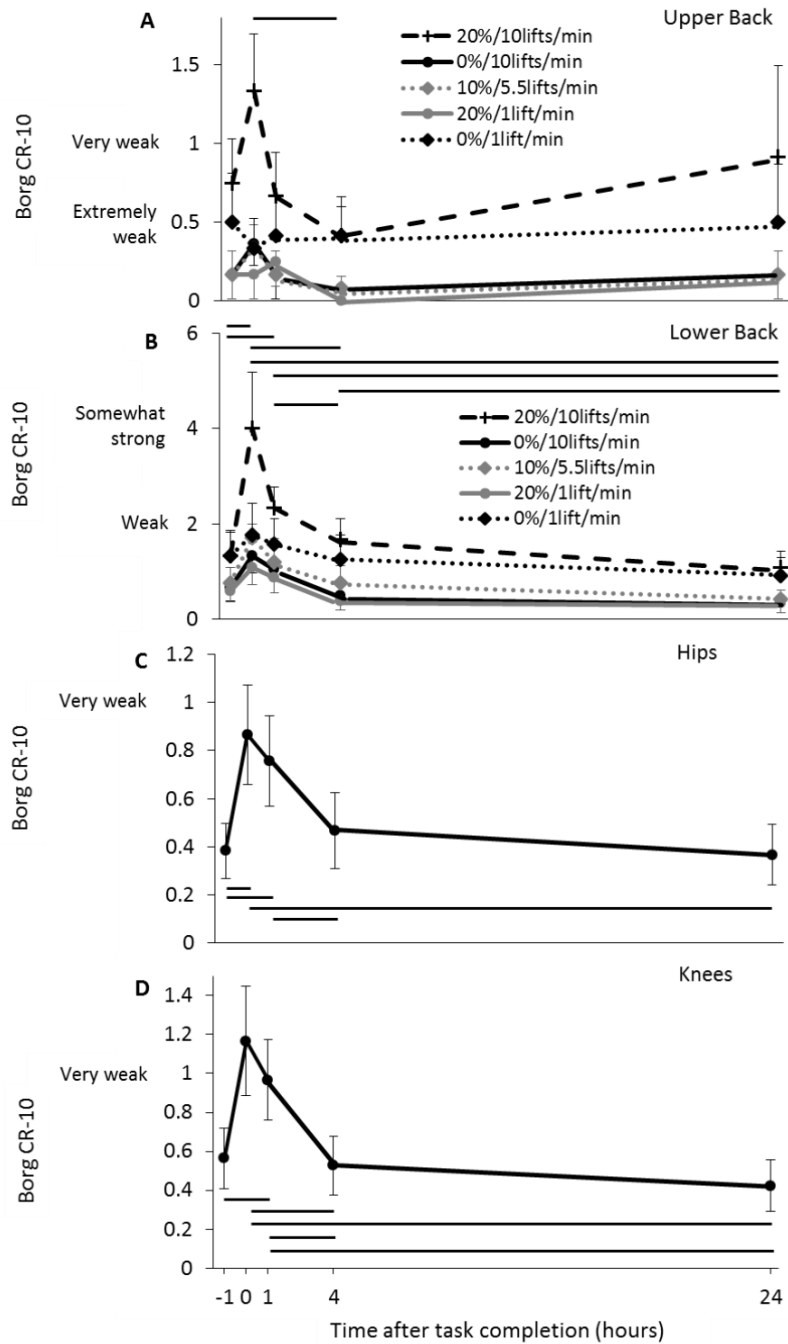 A
Upper Back
20%/10lifts/min
0%/10lifts/min
10%/5.5lifts/min
20%/1lift/min
0%/1lift/min
Borg CR-10
Very weak
Extremely
weak
1.5
1
0.5
0
B
Lower Back
20%/10lifts/min
0%/10lifts/min
10%/5.5lifts/min
20%/1lift/min
0%/1lift/min
Borg CR-10
Somewhat
strong
Weak
6
4
2
0
C
Hips
Borg CR-10
Very weak
1.2
1
0.8
0.6
0.4
0.2
0
D
Knees
Borg CR-10
Very weak
1.4
1.2
1
0.8
0.6
0.4
0.2
0
-1 0 1 4 24
Time after task completion (hours)